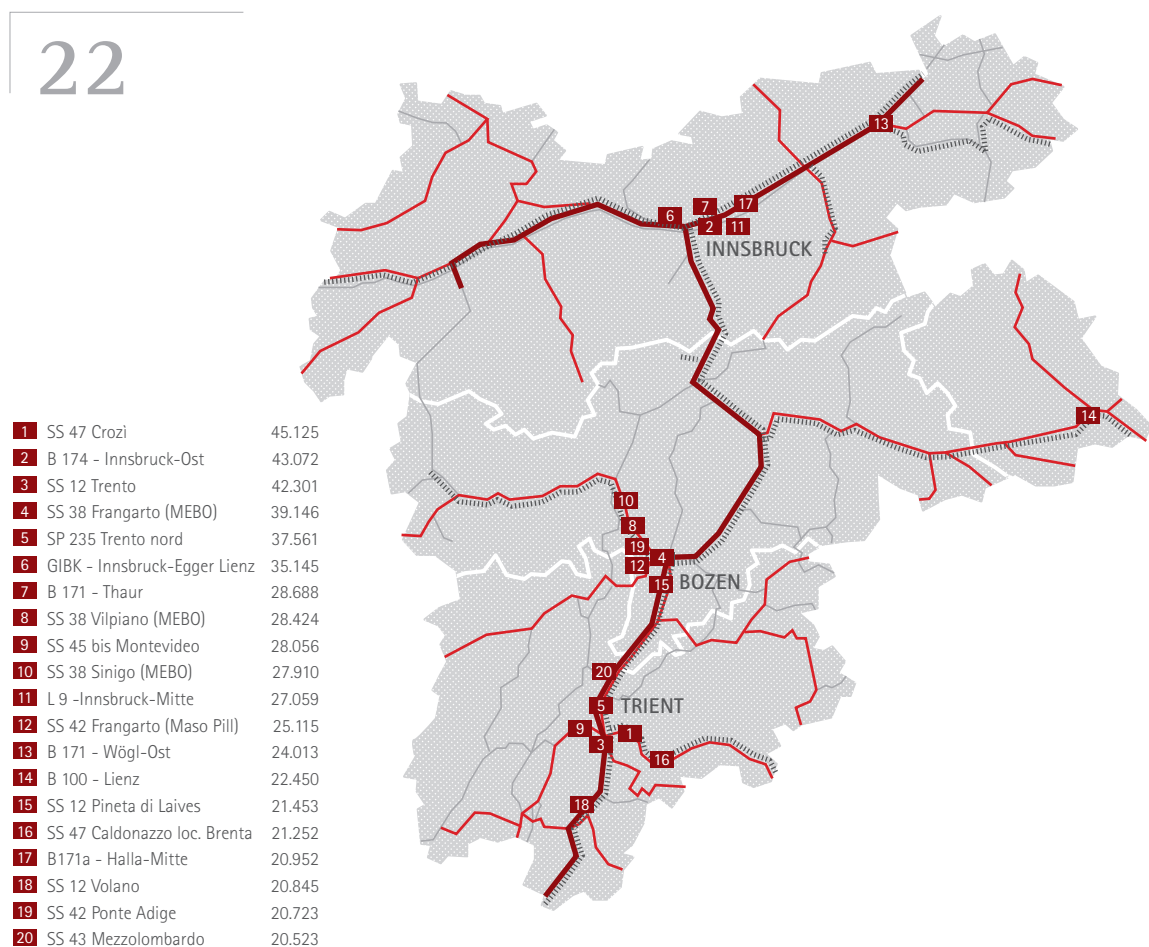 22
13
7
17
6
2
11
INNSBRUCK
14
10
8
19
4
12
BOZEN
15
20
5
TRIENT
9
1
3
16
18
1 SS 47 Crozi 45.125
2 B 174 - Innsbruck-Ost 43.072
3 SS 12 Trento 42.301
4 SS 38 Frangarto (MEBO) 39.146
5 SP 235 Trento nord 37.561
6 GIBK - Innsbruck-Egger Lienz 35.145
7 B 171 - Thaur 28.688
8 SS 38 Vilpiano (MEBO) 28.424
9 SS 45 bis Montevideo 28.056
10 SS 38 Sinigo (MEBO) 27.910
11 L 9 -Innsbruck-Mitte 27.059
12 SS 42 Frangarto (Maso Pill) 25.115
13 B 171 - Wögl-Ost 24.013
14 B 100 - Lienz 22.450
15 SS 12 Pineta di Laives 21.453
16 SS 47 Caldonazzo loc. Brenta 21.252
17 B171a - Halla-Mitte 20.952
18 SS 12 Volano 20.845
19 SS 42 Ponte Adige 20.723
20 SS 43 Mezzolombardo 20.523